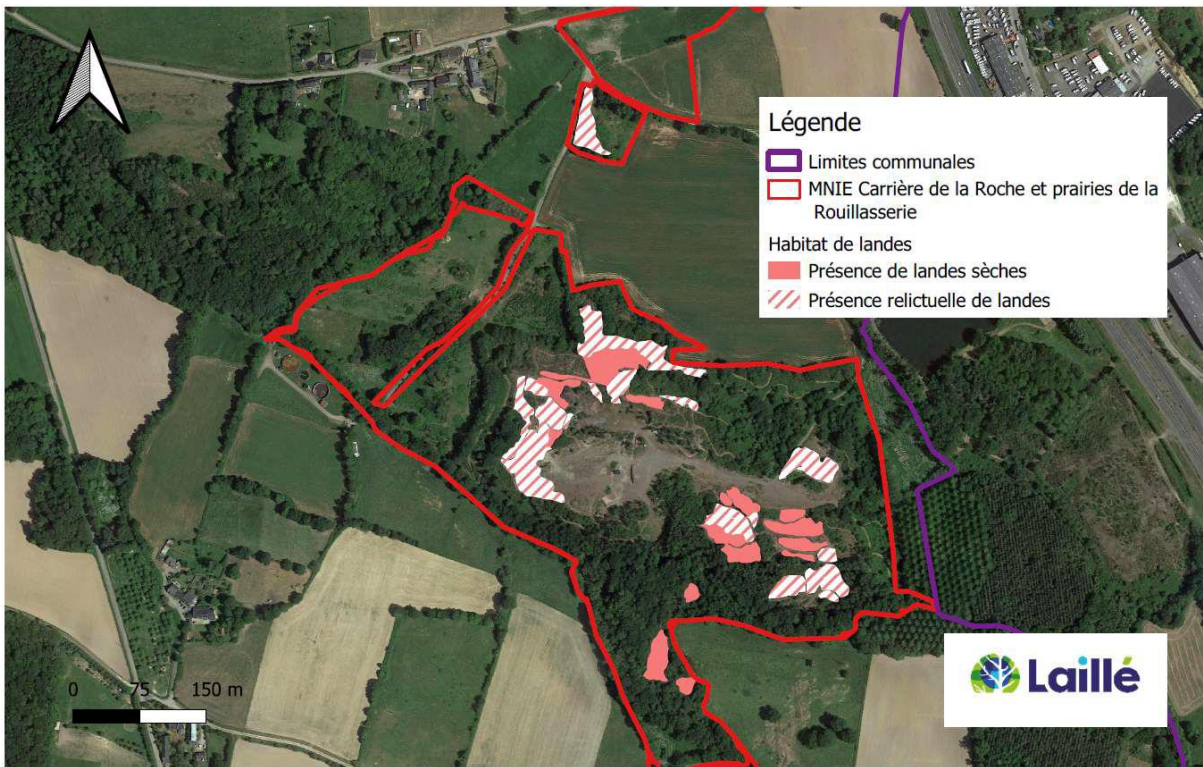 Légende
Limites communales
MNIE Carrière de la Roche et prairies de la
Rouillasserie
Habitat de landes
Présence de landes sèches
Présence relictuelle de landes
0 75 150 m
Laillé